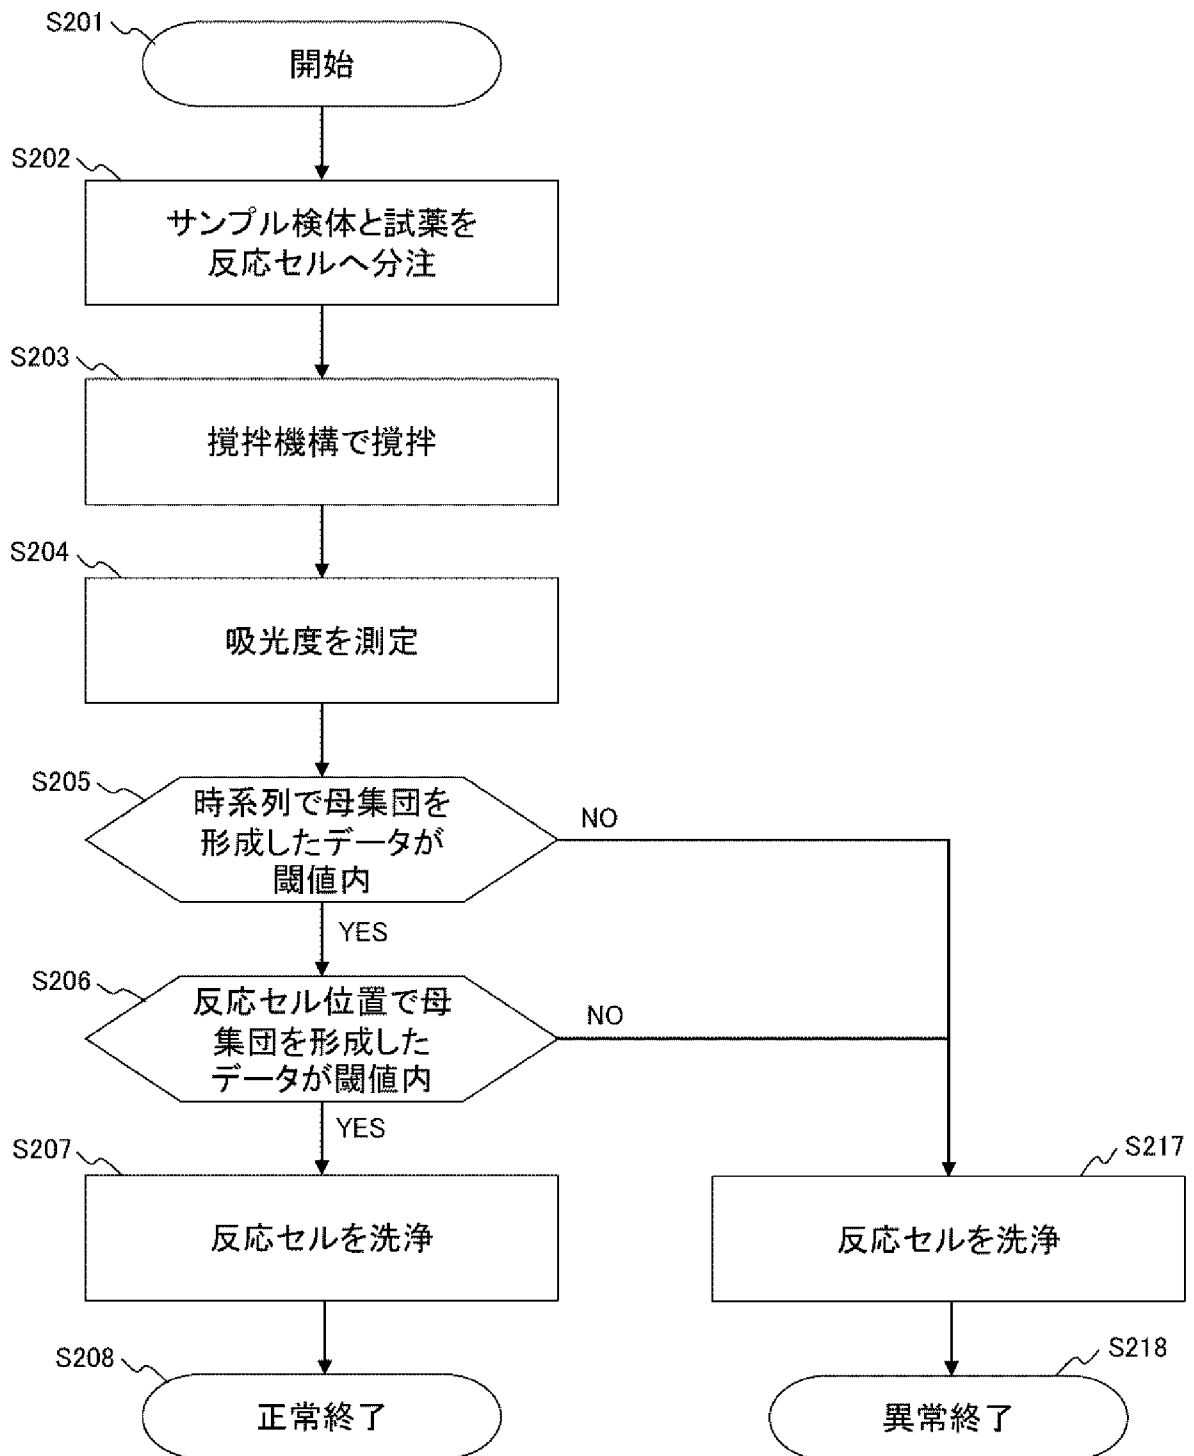 S201
開始
S202
サンプル検体と試薬を
反応セルへ分注
S203
撹拌機構で撹拌
S204
吸光度を測定
S205
時系列で母集団を
形成したデータが
閾値内
NO
YES
S206
反応セル位置で母
集団を形成した
データが閾値内
NO
YES
S207
反応セルを洗浄
S217
反応セルを洗浄
S208
正常終了
S218
異常終了